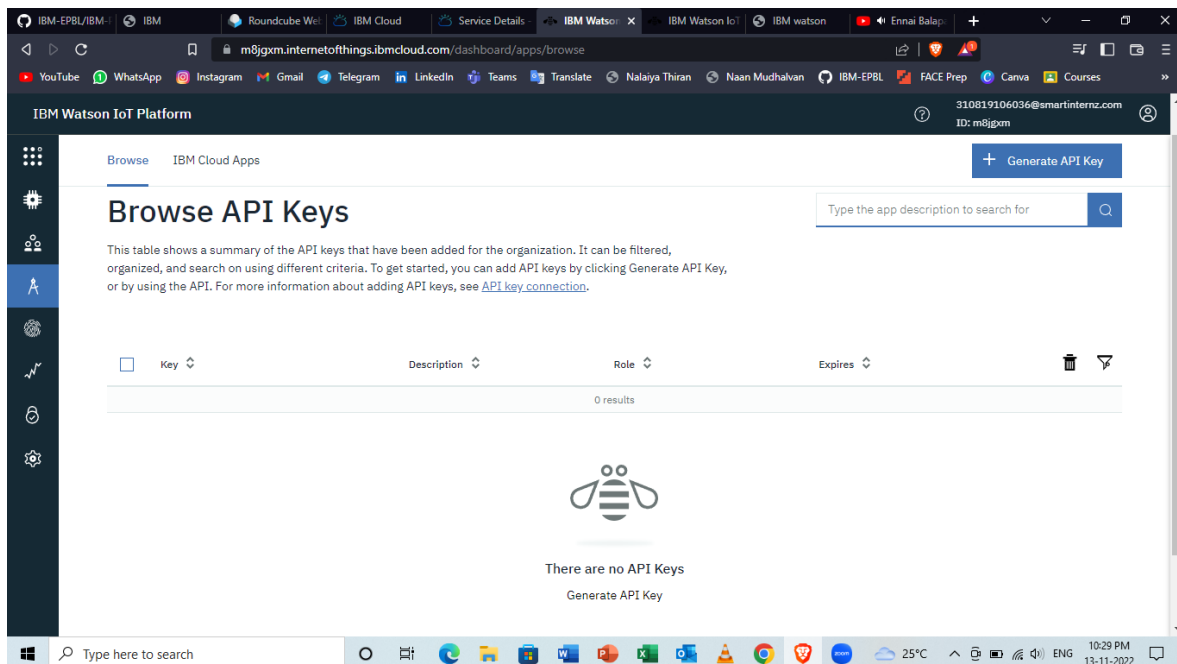 IBM-EPBL/IBM-F
IBM
Roundcube Web
IBM Cloud
Service Details -
IBM Watson
IBM Watson IoT
IBM watson
Ennai Balapa
m8jgxm.internetofthings.ibmcloud.com/dashboard/apps/browse
YouTube WhatsApp Instagram Gmail Telegram LinkedIn Teams Translate Nalaiya Thiran Naan Mudhalvan IBM-EPBL FACE Prep Canva Courses »
IBM Watson IoT Platform
310819106036@smartinternz.com
ID: m8jgxm
Browse IBM Cloud Apps
+ Generate API Key
Browse API Keys
Type the app description to search for
This table shows a summary of the API keys that have been added for the organization. It can be filtered,
organized, and search on using different criteria. To get started, you can add API keys by clicking Generate API Key,
or by using the API. For more information about adding API keys, see API key connection.
Key Description Role Expires
0 results
There are no API Keys
Generate API Key
Type here to search
zoom
25°C
ENG
10:29 PM
13-11-2022